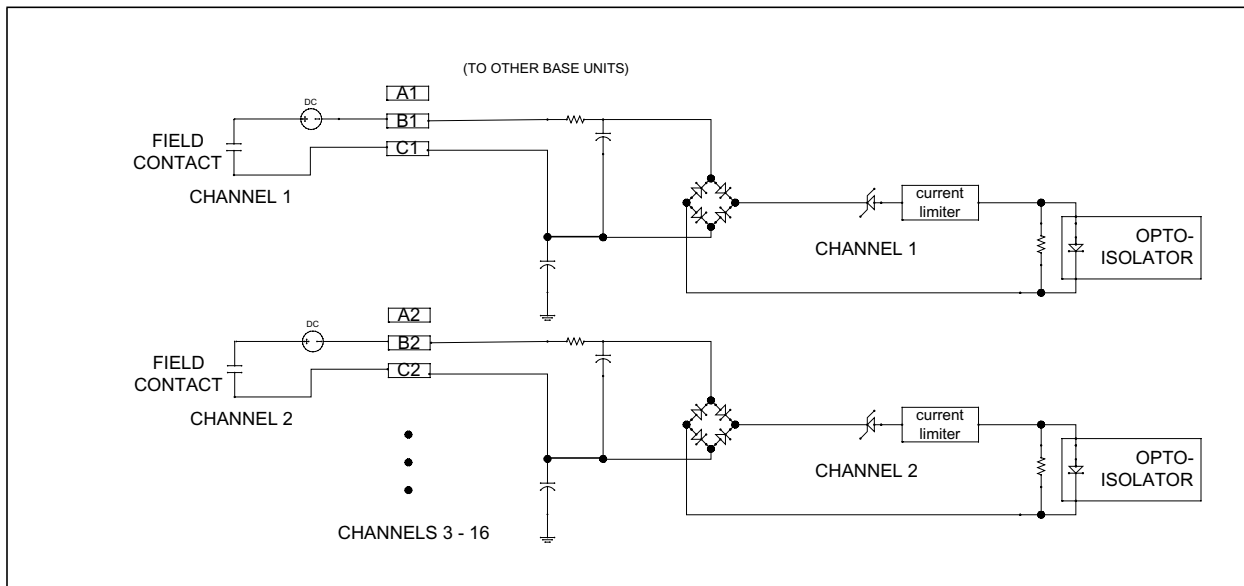 (TO OTHER BASE UNITS)
A1
DC
B1
+
FIELD
CONTACT
C1
CHANNEL 1
current
limiter
CHANNEL 1
OPTO-
ISOLATOR
A2
DC
B2
+
FIELD
CONTACT
C2
CHANNEL 2
current
limiter
CHANNEL 2
OPTO-
ISOLATOR
CHANNELS 3 - 16